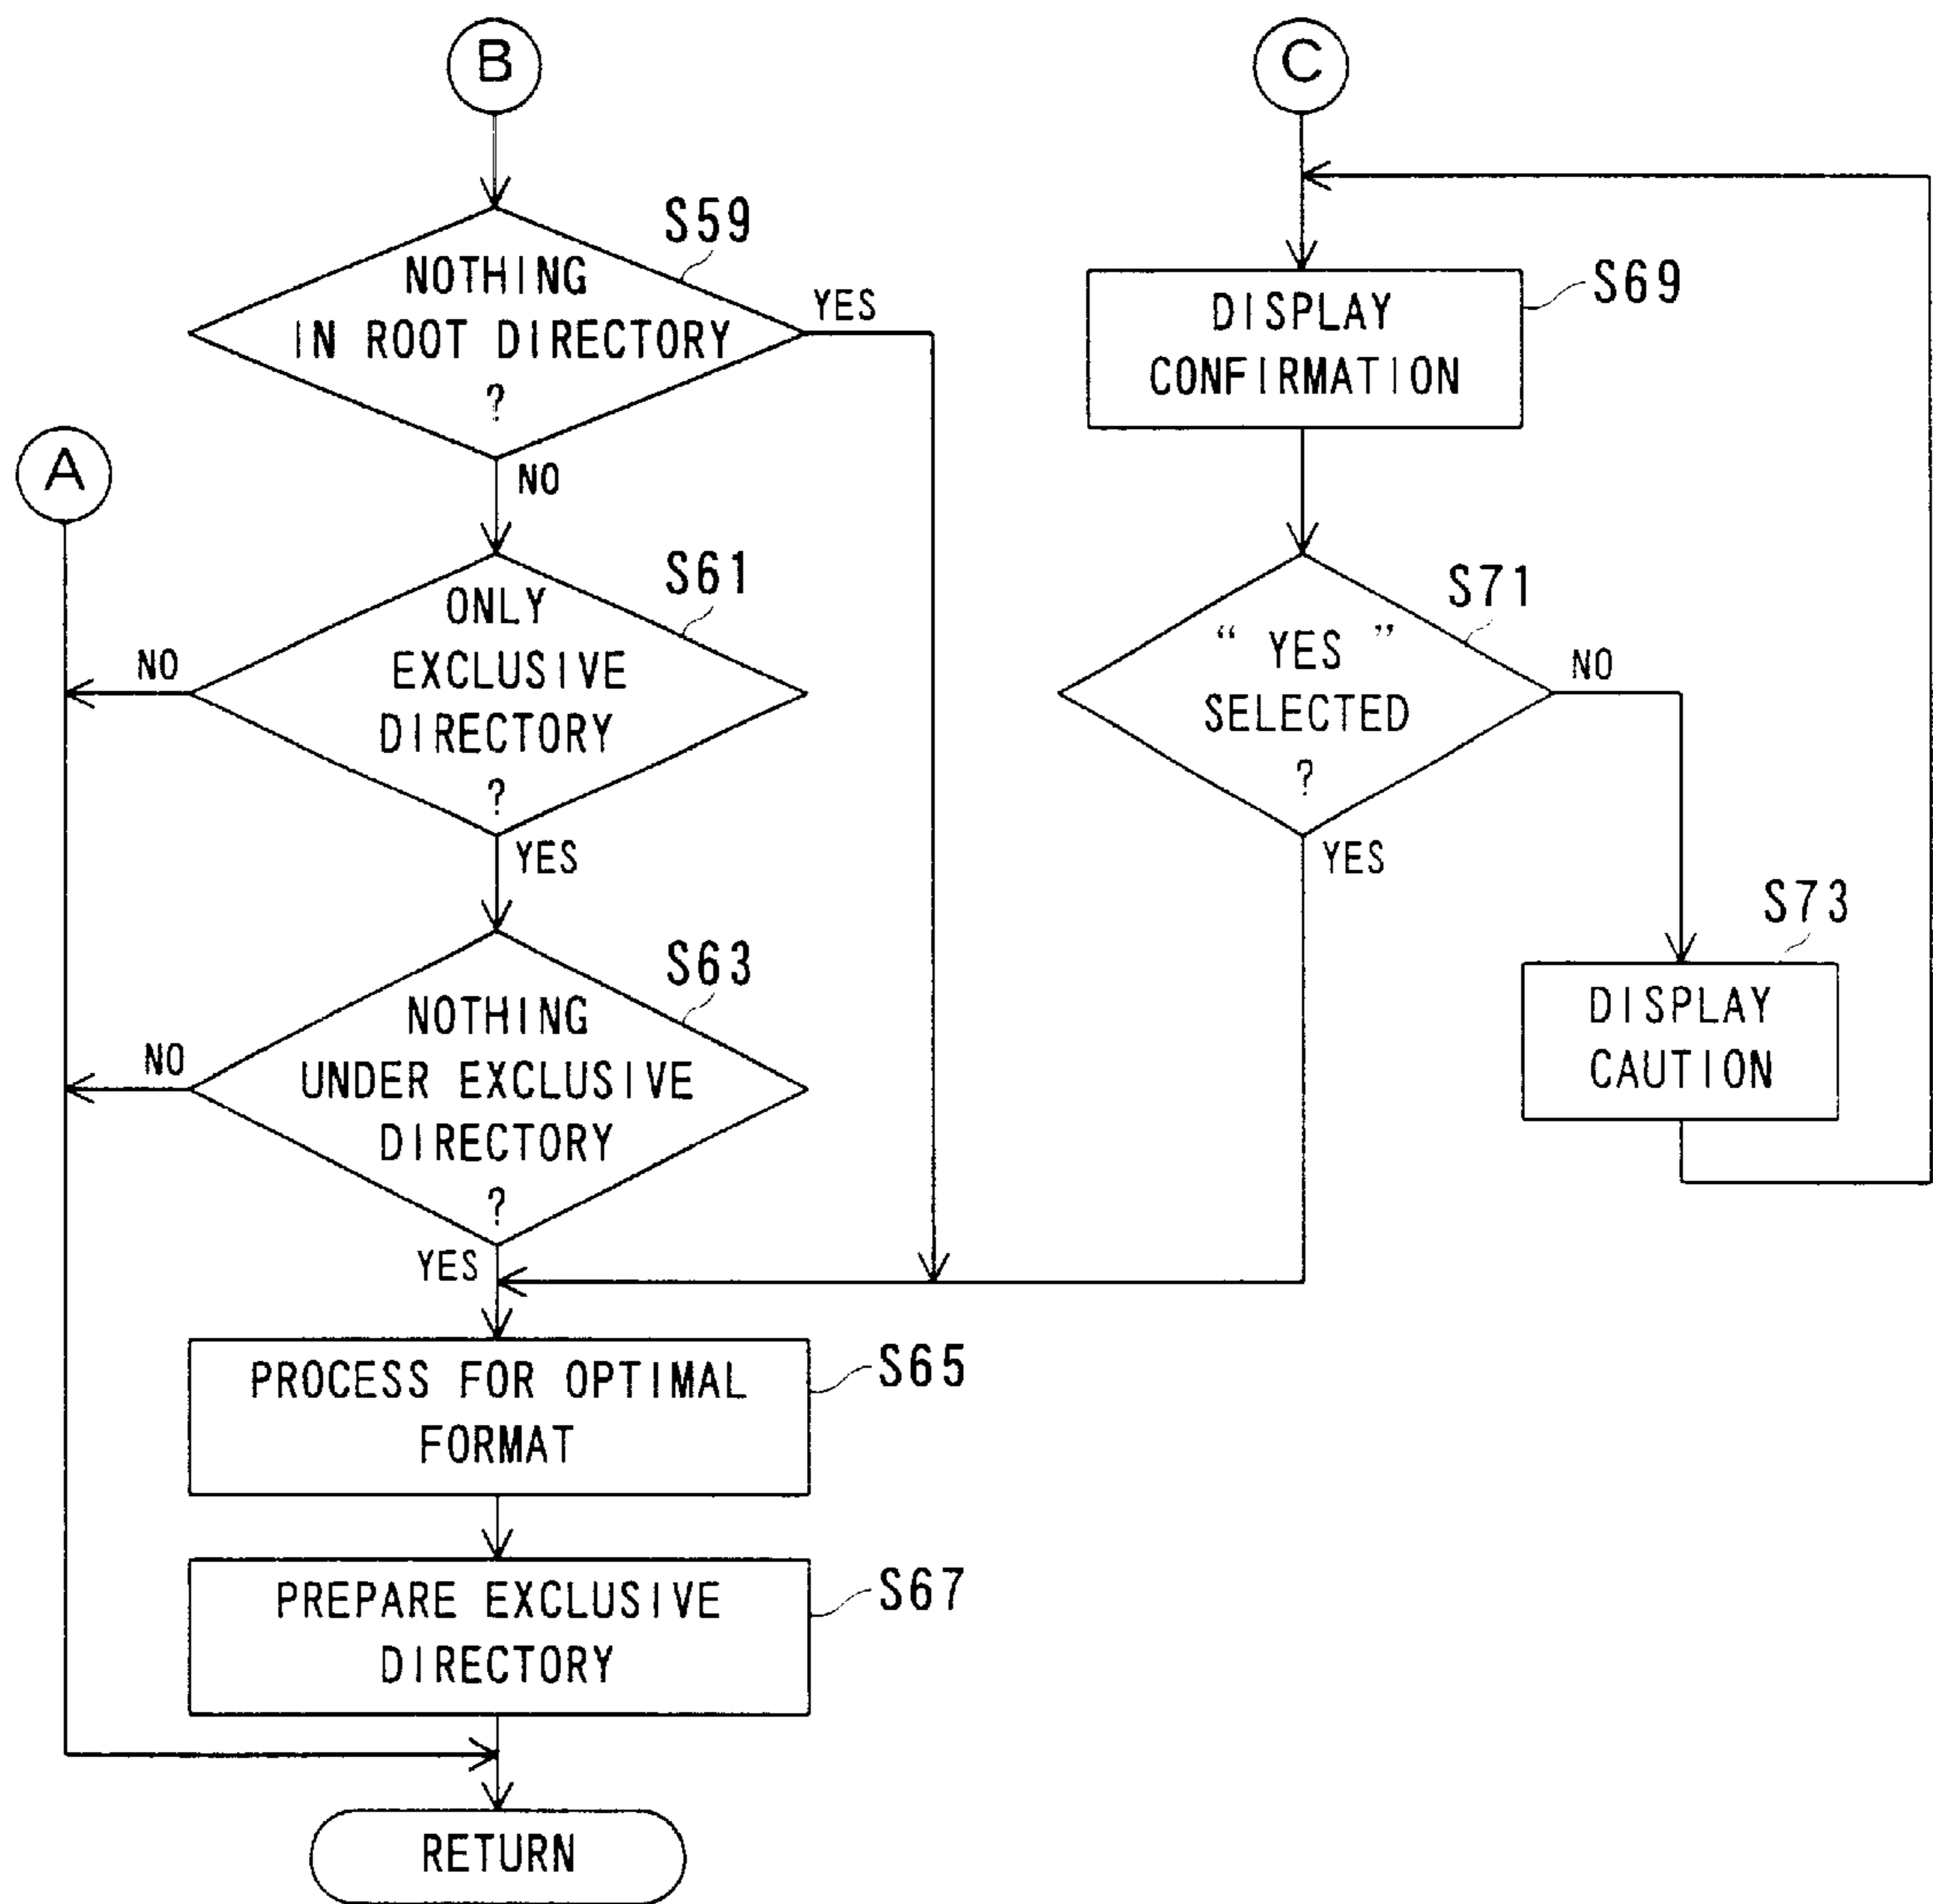 B
S59
NOTHING
IN ROOT DIRECTORY
?
YES
NO
A
S61
ONLY
EXCLUSIVE
DIRECTORY
?
NO
YES
S63
NOTHING
UNDER EXCLUSIVE
DIRECTORY
?
NO
YES
S65
PROCESS FOR OPTIMAL
FORMAT
S67
PREPARE EXCLUSIVE
DIRECTORY
RETURN
C
S69
DISPLAY
CONFIRMATION
S71
“ YES ”
SELECTED
?
NO
YES
S73
DISPLAY
CAUTION